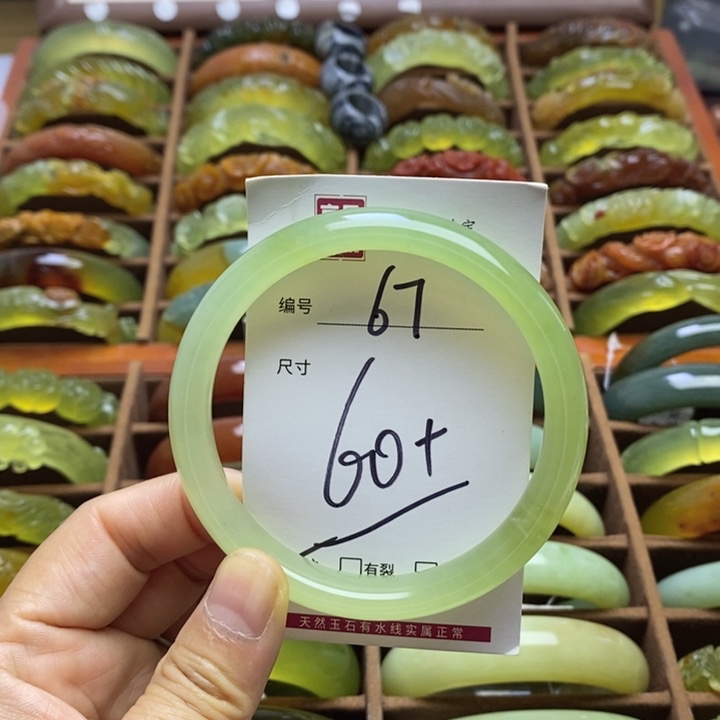 编号 67
尺寸
60+
有裂
天然玉石有水线实属正常